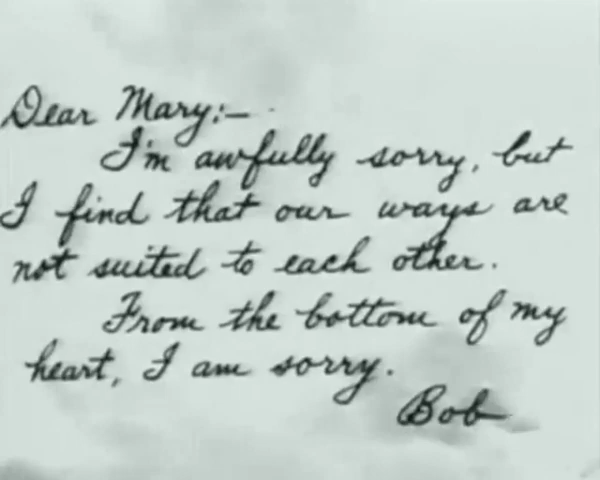 Dear Mary:—
I'm awfully sorry, but
I find that our ways are
not suited to each other.
From the bottom of my
heart, I am sorry.
Bob